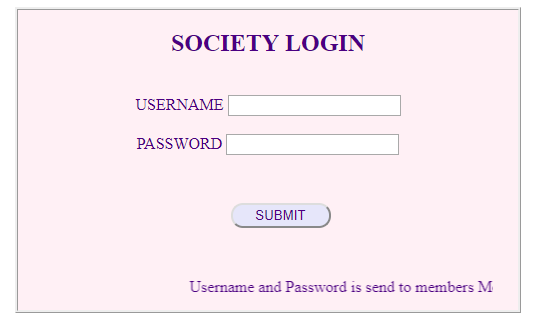 SOCIETY LOGIN
USERNAME
PASSWORD
SUBMIT
Username and Password is send to members